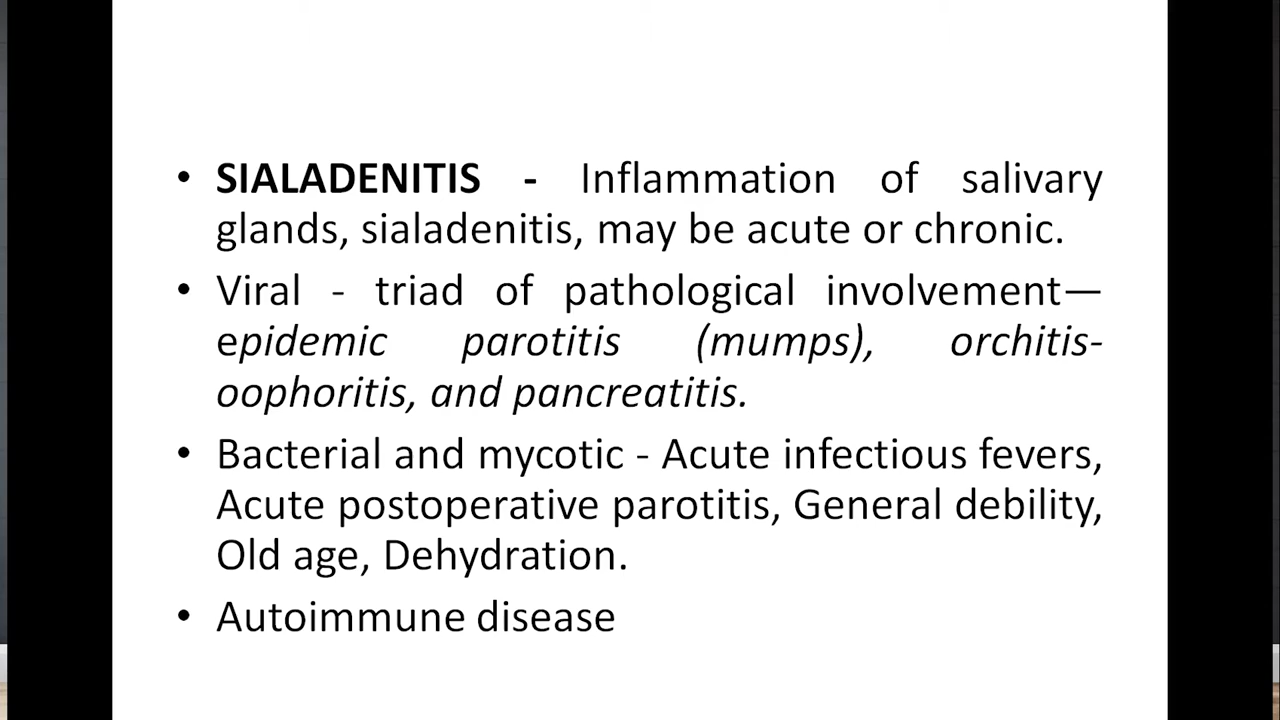 • SIALADENITIS - Inflammation of salivary
glands, sialadenitis, may be acute or chronic.
• Viral - triad of pathological involvement—
epidemic parotitis (mumps), orchitis-
oophoritis, and pancreatitis.
• Bacterial and mycotic - Acute infectious fevers,
Acute postoperative parotitis, General debility,
Old age, Dehydration.
• Autoimmune disease